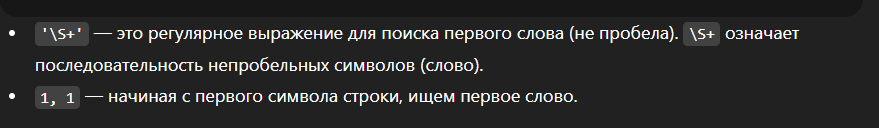 • '\S+' — это регулярное выражение для поиска первого слова (не пробела). \S+ означает
последовательность непробельных символов (слово).
• 1, 1 — начиная с первого символа строки, ищем первое слово.